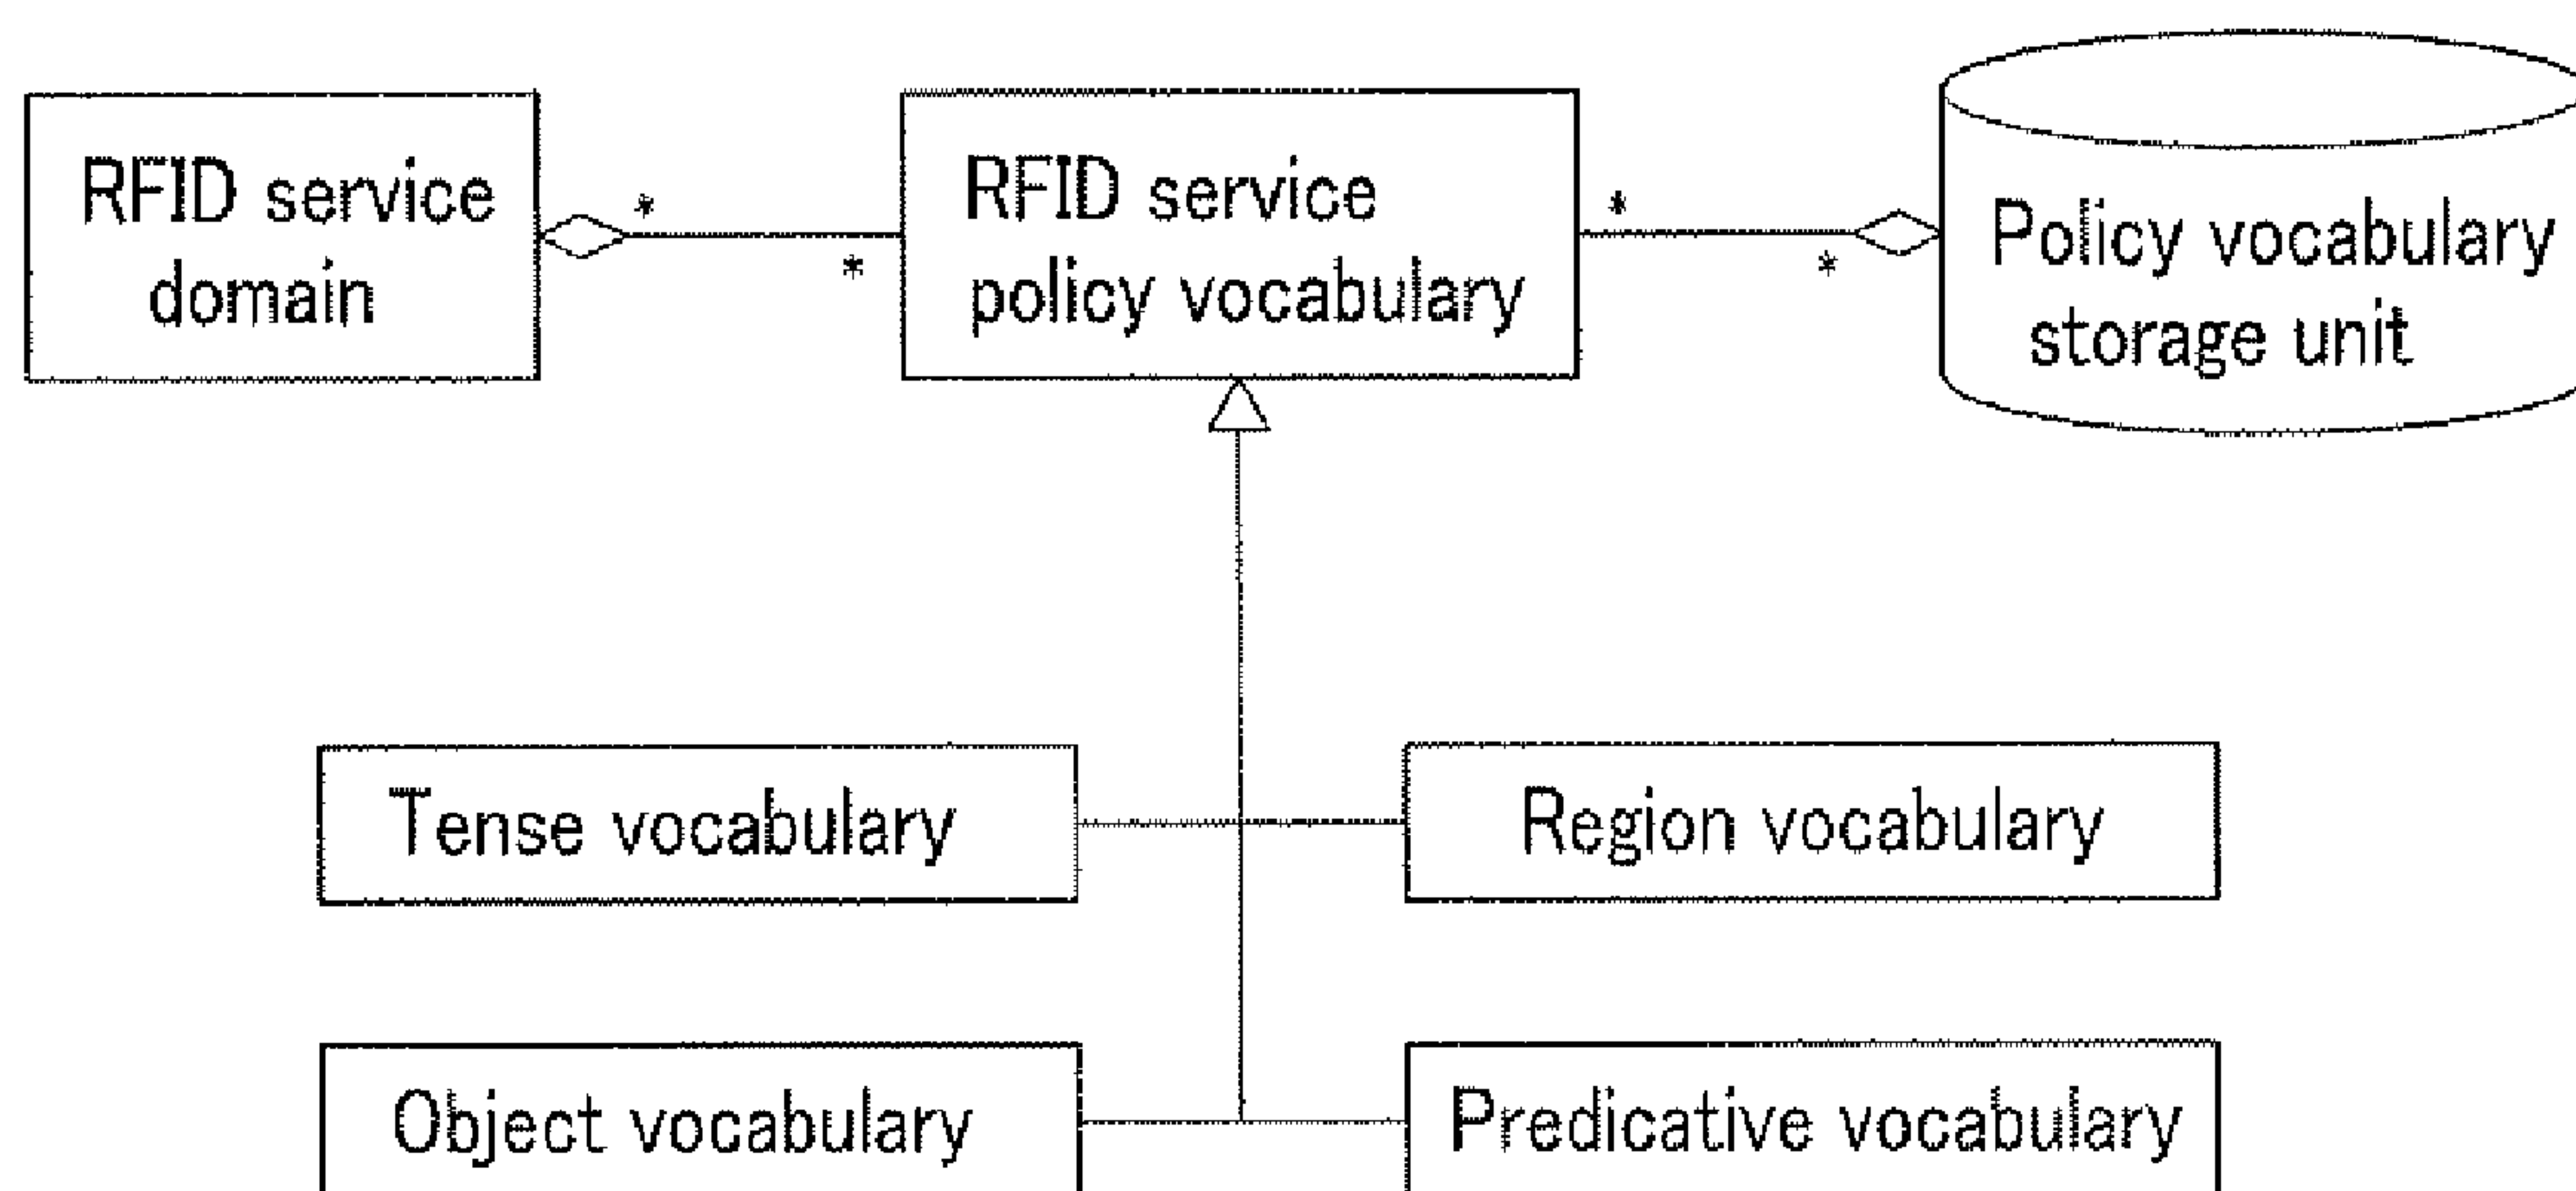 RFID service
domain
*
*
RFID service
policy vocabulary
*
*
Policy vocabulary
storage unit
Tense vocabulary
Region vocabulary
Object vocabulary
Predicative vocabulary